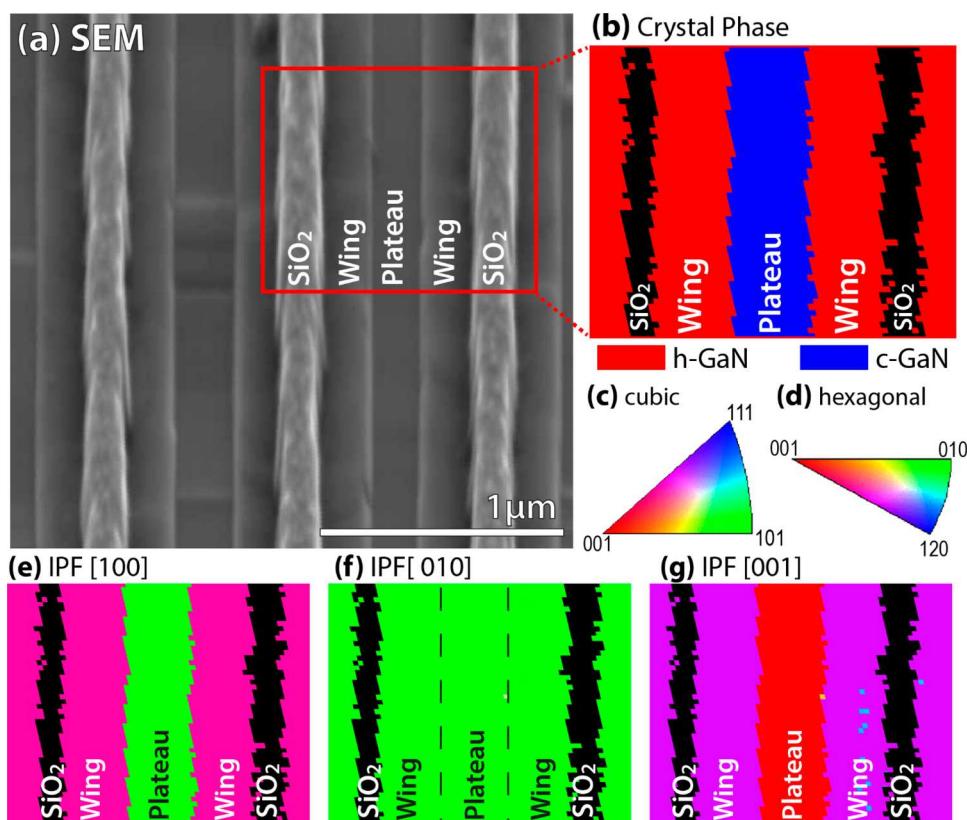 (a) SEM
SiO₂
Wing
Plateau
Wing
SiO₂
1µm
(b) Crystal Phase
SiO₂
Wing
Plateau
Wing
SiO₂
h-GaN
c-GaN
(c) cubic
111
001
101
(d) hexagonal
001
010
120
(e) IPF [100]
SiO₂
Wing
Plateau
Wing
SiO₂
(f) IPF[ 010]
SiO₂
Wing
Plateau
Wing
SiO₂
(g) IPF [001]
SiO₂
Wing
Plateau
Wing
SiO₂